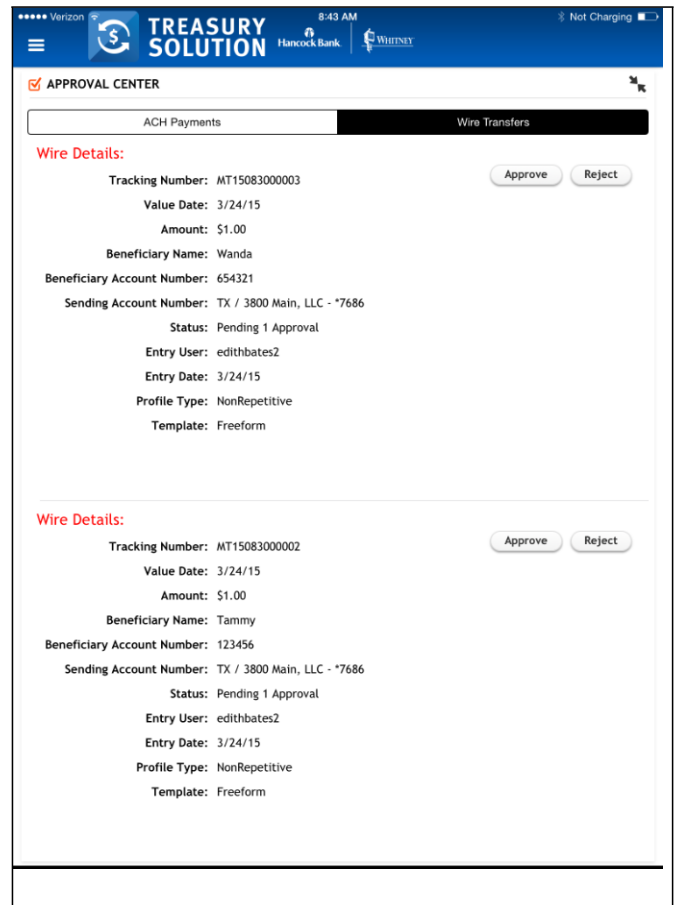 Verizon 8:43 AM Not Charging
$ TREASURY SOLUTION Hancock Bank WHITNEY
APPROVAL CENTER
ACH Payments Wire Transfers
Wire Details:
Approve Reject
Tracking Number: MT15083000003
Value Date: 3/24/15
Amount: $1.00
Beneficiary Name: Wanda
Beneficiary Account Number: 654321
Sending Account Number: TX / 3800 Main, LLC - *7686
Status: Pending 1 Approval
Entry User: edithbates2
Entry Date: 3/24/15
Profile Type: NonRepetitive
Template: Freeform
Wire Details:
Approve Reject
Tracking Number: MT15083000002
Value Date: 3/24/15
Amount: $1.00
Beneficiary Name: Tammy
Beneficiary Account Number: 123456
Sending Account Number: TX / 3800 Main, LLC - *7686
Status: Pending 1 Approval
Entry User: edithbates2
Entry Date: 3/24/15
Profile Type: NonRepetitive
Template: Freeform